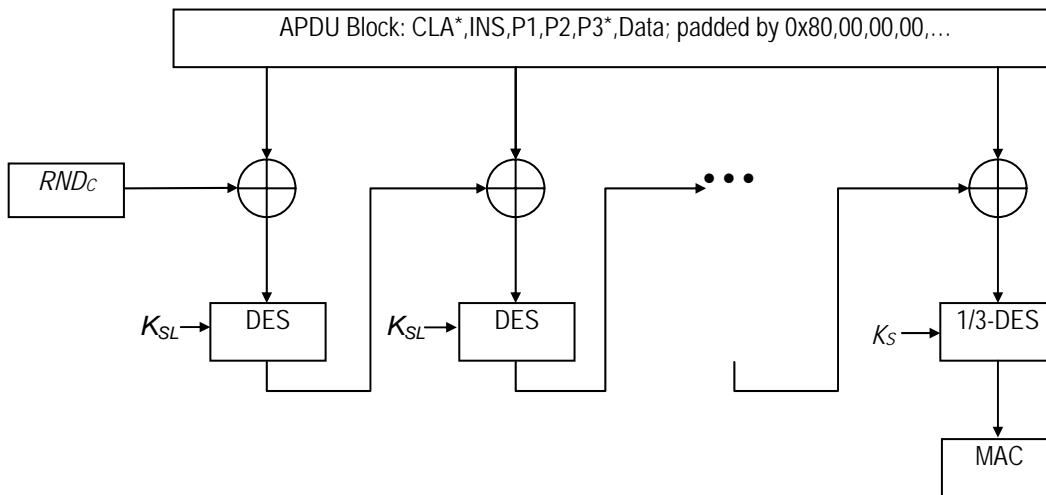 APDU Block: CLA*,INS,P1,P2,P3*,Data; padded by 0x80,00,00,00,…
RNDC
KSL
DES
KSL
DES
KS
1/3-DES
MAC